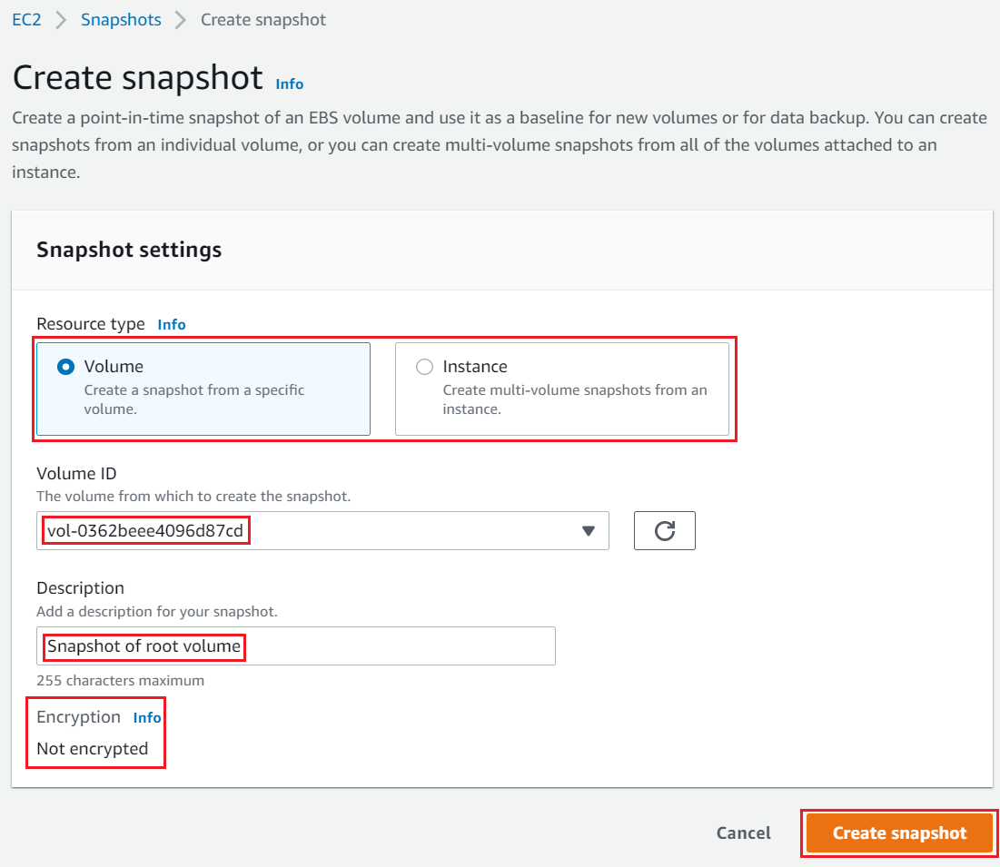 EC2 > Snapshots > Create snapshot
Create snapshot Info
Create a point-in-time snapshot of an EBS volume and use it as a baseline for new volumes or for data backup. You can create
snapshots from an individual volume, or you can create multi-volume snapshots from all of the volumes attached to an
instance.
Snapshot settings
Resource type Info
Volume
Create a snapshot from a specific
volume.
Instance
Create multi-volume snapshots from an
instance.
Volume ID
The volume from which to create the snapshot.
vol-0362beee4096d87cd
Description
Add a description for your snapshot.
Snapshot of root volume
255 characters maximum
Encryption Info
Not encrypted
Cancel
Create snapshot